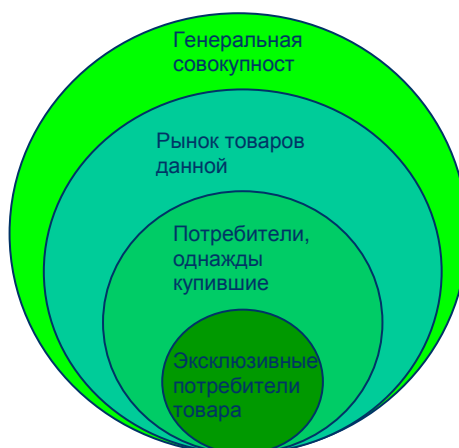 Генеральная
совокупност
Рынок товаров
данной
Потребители,
однажды
купившие
Эксклюзивные
потребители
товара